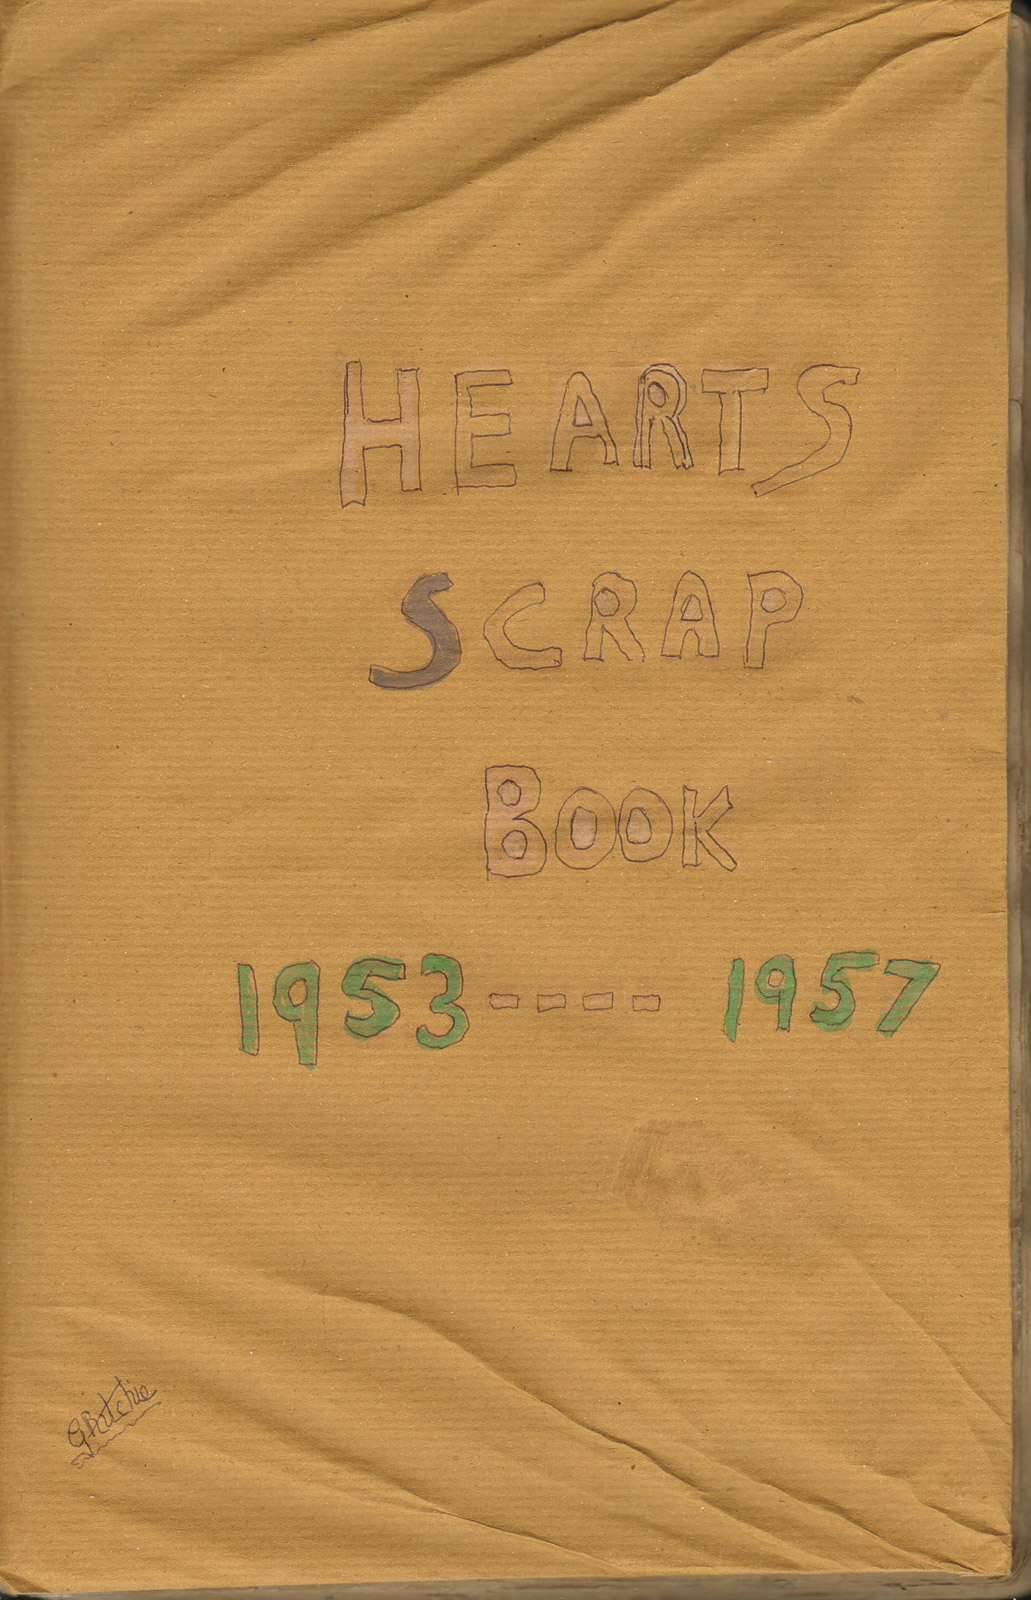 HEARTS
SCRAP
BOOK
1953---- 1957
G Ritchie